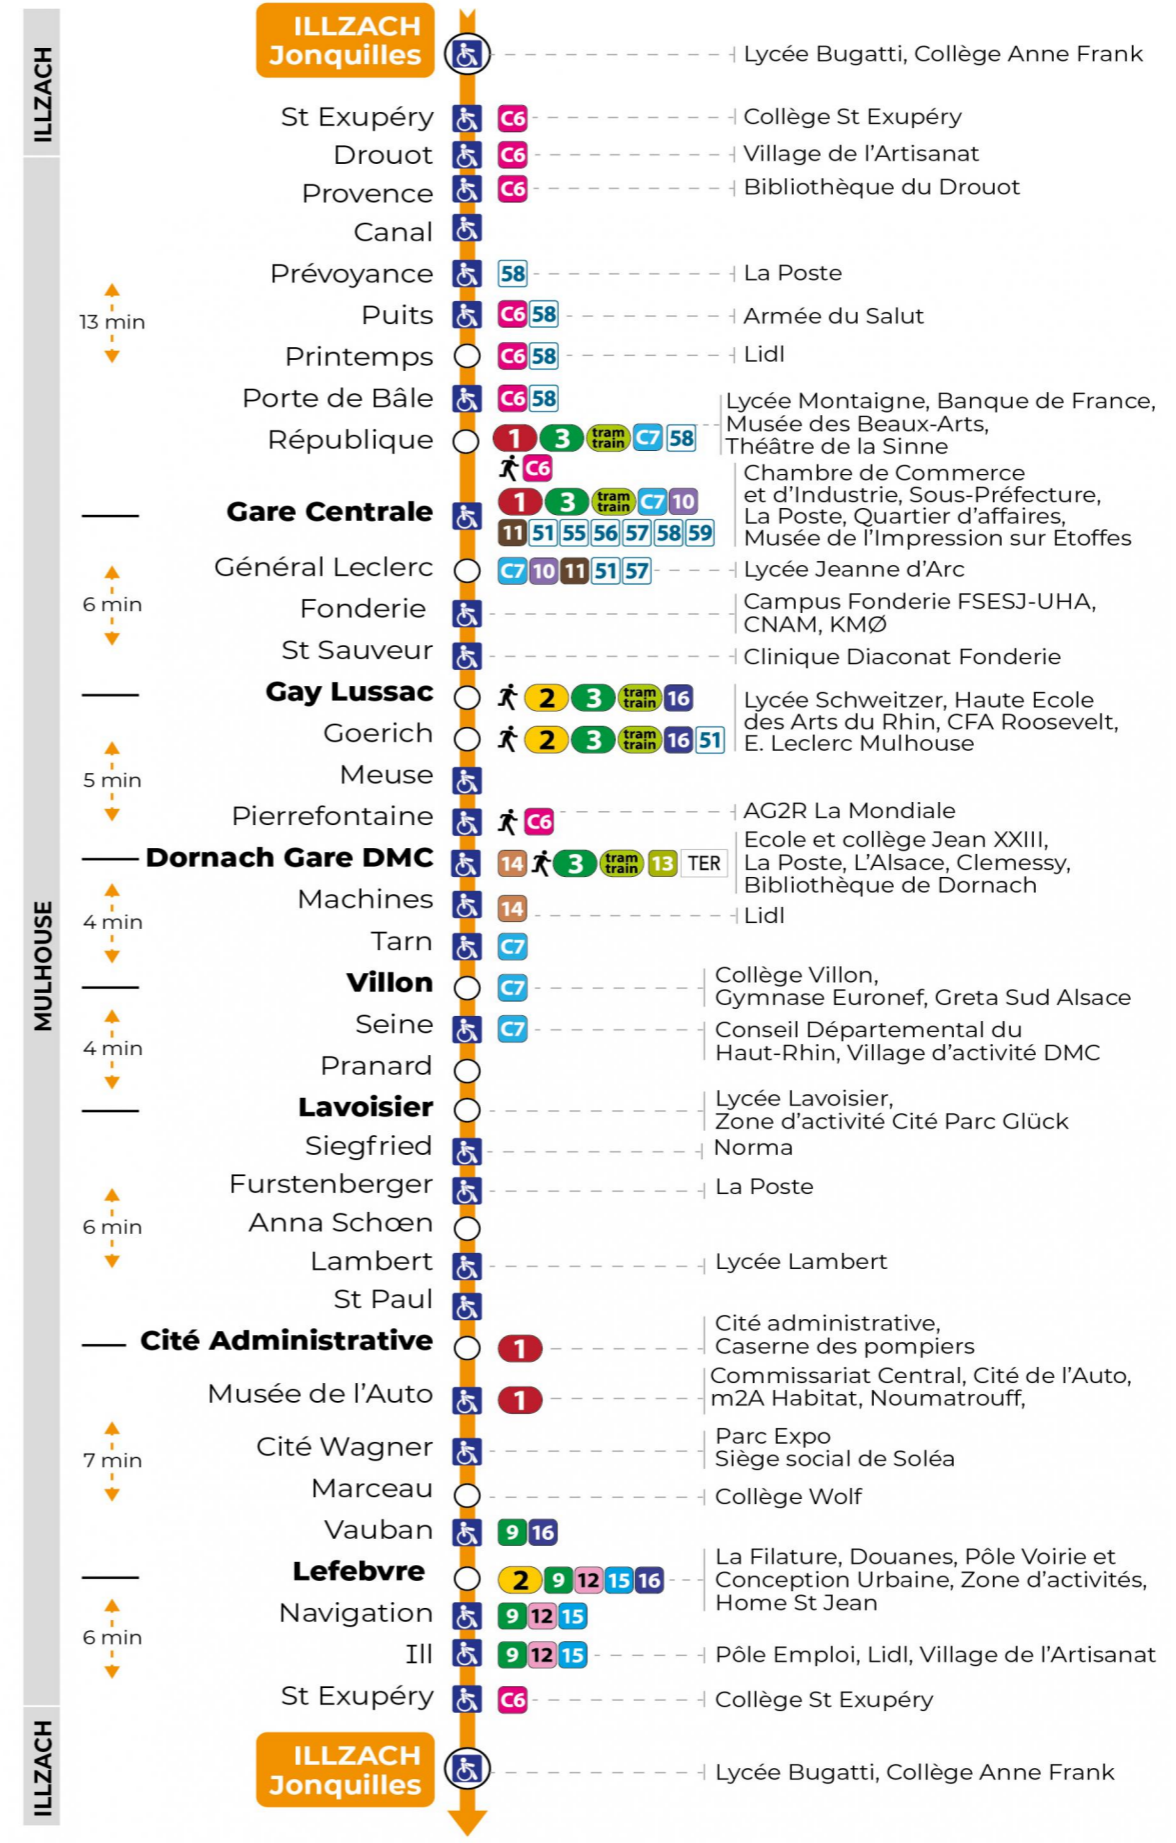 ILLZACH
ILLZACH
Jonquilles
Lycée Bugatti, Collège Anne Frank
St Exupéry C6 Collège St Exupéry
Drouot C6 Village de l'Artisanat
Provence C6 Bibliothèque du Drouot
Canal
Prévoyance 58 La Poste
13 min
Puits C6 58 Armée du Salut
Printemps C6 58 Lidl
Porte de Bâle C6 58
République 1 3 tram train C7 58
C6
Lycée Montaigne, Banque de France,
Musée des Beaux-Arts,
Théâtre de la Sinne
Gare Centrale 1 3 tram train C7 10
11 51 55 56 57 58 59
Chambre de Commerce
et d'Industrie, Sous-Préfecture,
La Poste, Quartier d'affaires,
Musée de l'Impression sur Etoffes
Général Leclerc C7 10 11 51 57 Lycée Jeanne d'Arc
6 min
Fonderie
Campus Fonderie FSESJ-UHA,
CNAM, KMØ
St Sauveur Clinique Diaconat Fonderie
Gay Lussac 2 3 tram train 16
Goerich 2 3 tram train 16 51
Lycée Schweitzer, Haute Ecole
des Arts du Rhin, CFA Roosevelt,
E. Leclerc Mulhouse
Meuse
5 min
Pierrefontaine C6 AG2R La Mondiale
Dornach Gare DMC 14 3 tram train 13 TER
Ecole et collège Jean XXIII,
La Poste, L'Alsace, Clemessy,
Bibliothèque de Dornach
MULHOUSE
Machines 14 Lidl
4 min
Tarn C7
Villon C7
Collège Villon,
Gymnase Euronef, Greta Sud Alsace
Seine C7
Conseil Départemental du
Haut-Rhin, Village d'activité DMC
4 min
Pranard
Lavoisier
Lycée Lavoisier,
Zone d'activité Cité Parc Glück
Siegfried Norma
Furstenberger La Poste
6 min
Anna Schœn
Lambert Lycée Lambert
St Paul
Cité Administrative 1
Cité administrative,
Caserne des pompiers
Musée de l'Auto 1
Commissariat Central, Cité de l'Auto,
m2A Habitat, Noumatrouff,
Cité Wagner
Parc Expo
Siège social de Soléa
7 min
Marceau Collège Wolf
Vauban 9 16
Lefebvre 2 9 12 15 16
La Filature, Douanes, Pôle Voirie et
Conception Urbaine, Zone d'activités,
Home St Jean
Navigation 9 12 15
6 min
Ill 9 12 15 Pôle Emploi, Lidl, Village de l'Artisanat
St Exupéry C6 Collège St Exupéry
ILLZACH
ILLZACH
Jonquilles
Lycée Bugatti, Collège Anne Frank